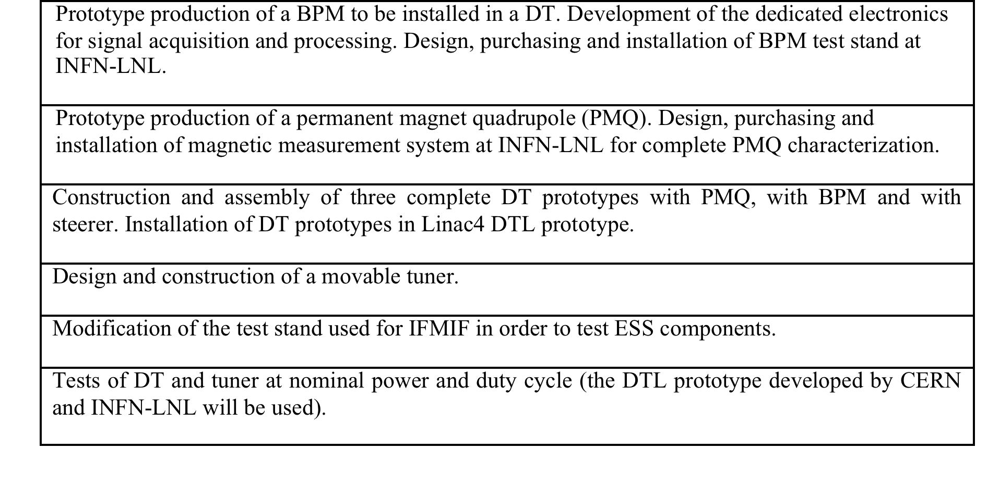 Prototype production of a BPM to be installed in a DT. Development of the dedicated electronics
for signal acquisition and processing. Design, purchasing and installation of BPM test stand at
INFN-LNL.
Prototype production of a permanent magnet quadrupole (PMQ). Design, purchasing and
installation of magnetic measurement system at INFN-LNL for complete PMQ characterization.
Construction and assembly of three complete DT prototypes with PMQ, with BPM and with
steerer. Installation of DT prototypes in Linac4 DTL prototype.
Design and construction of a movable tuner.
Modification of the test stand used for IFMIF in order to test ESS components.
Tests of DT and tuner at nominal power and duty cycle (the DTL prototype developed by CERN
and INFN-LNL will be used).